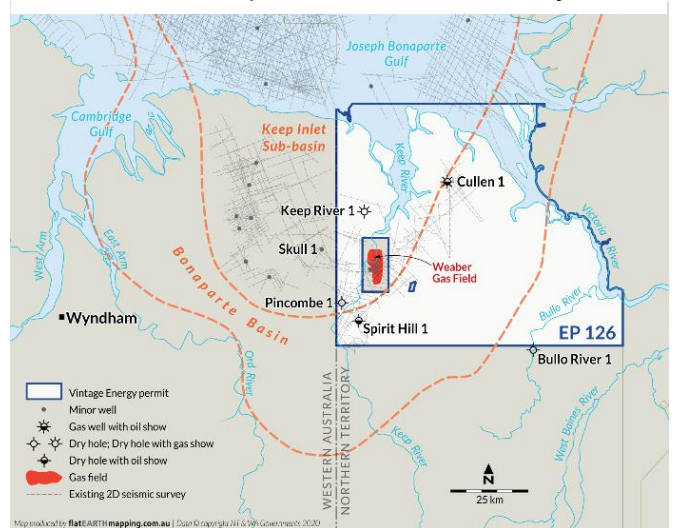 Joseph Bonaparte
Gulf
Cambridge
Gulf
Keep Inlet
Sub-basin
Keep River
Cullen 1
Keep River 1
Victoria River
West Arm
East Arm
Skull 1
Weaber
Gas Field
Bonaparte Basin
Pincombe 1
Bullo River
Wyndham
Spirit Hill 1
EP 126
Bullo River 1
Ord River
WESTERN AUSTRALIA
NORTHERN TERRITORY
Keep River
West Baines River
Vintage Energy permit
Minor well
Gas well with oil show
Dry hole; Dry hole with gas show
Dry hole with oil show
Gas field
Existing 2D seismic survey
N
25 km
Map produced by flatEARTHmapping.com.au | Data © copyright NT & WA Governments 2020